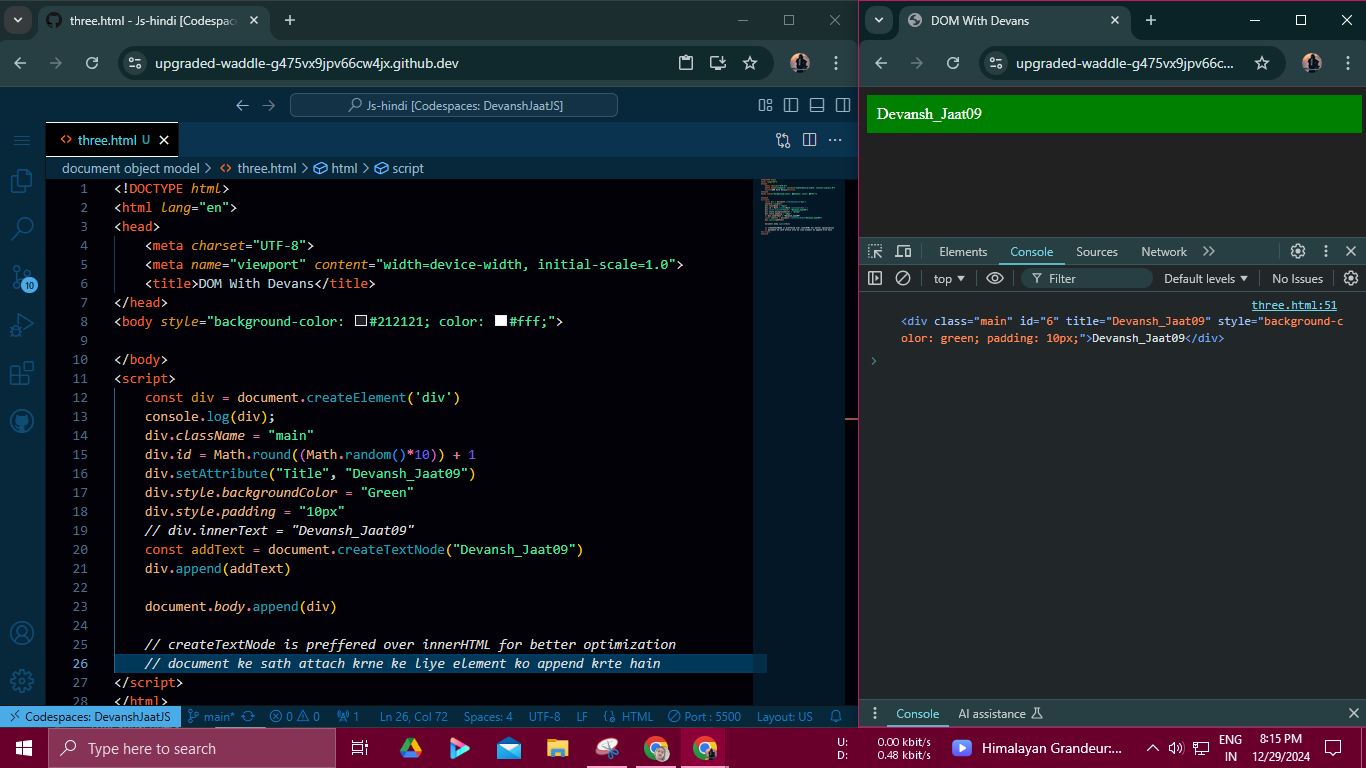 three.html - Js-hindi [Codespac
upgraded-waddle-g475vx9jpv66cw4jx.github.dev
Js-hindi [Codespaces: DevanshJaatJS]
three.html U
document object model > three.html > html > script
10
1 <!DOCTYPE html>
2 <html lang="en">
3 <head>
4 <meta charset="UTF-8">
5 <meta name="viewport" content="width=device-width, initial-scale=1.0">
6 <title>DOM With Devans</title>
7 </head>
8 <body style="background-color: #212121; color: #fff;">
9
10 </body>
11 <script>
12 const div = document.createElement('div')
13 console.log(div);
14 div.className = "main"
15 div.id = Math.round((Math.random()*10)) + 1
16 div.setAttribute("Title", "Devansh_Jaat09")
17 div.style.backgroundColor = "Green"
18 div.style.padding = "10px"
19 // div.innerText = "Devansh_Jaat09"
20 const addText = document.createTextNode("Devansh_Jaat09")
21 div.append(addText)
22
23 document.body.append(div)
24
25 // createTextNode is preffered over innerHTML for better optimization
26 // document ke sath attach krne ke liye element ko append krte hain
27 </script>
28 </html>
Codespaces: DevanshJaatJS main* 0 0 1 Ln 26, Col 72 Spaces: 4 UTF-8 LF HTML Port : 5500 Layout: US
DOM With Devans
upgraded-waddle-g475vx9jpv66c...
Devansh_Jaat09
Elements Console Sources Network
top Filter Default levels No Issues
three.html:51
<div class="main" id="6" title="Devansh_Jaat09" style="background-c
olor: green; padding: 10px;">Devansh_Jaat09</div>
Console AI assistance
Type here to search
U: 0.00 kbit/s
D: 0.48 kbit/s
Himalayan Grandeur:...
ENG
IN
8:15 PM
12/29/2024